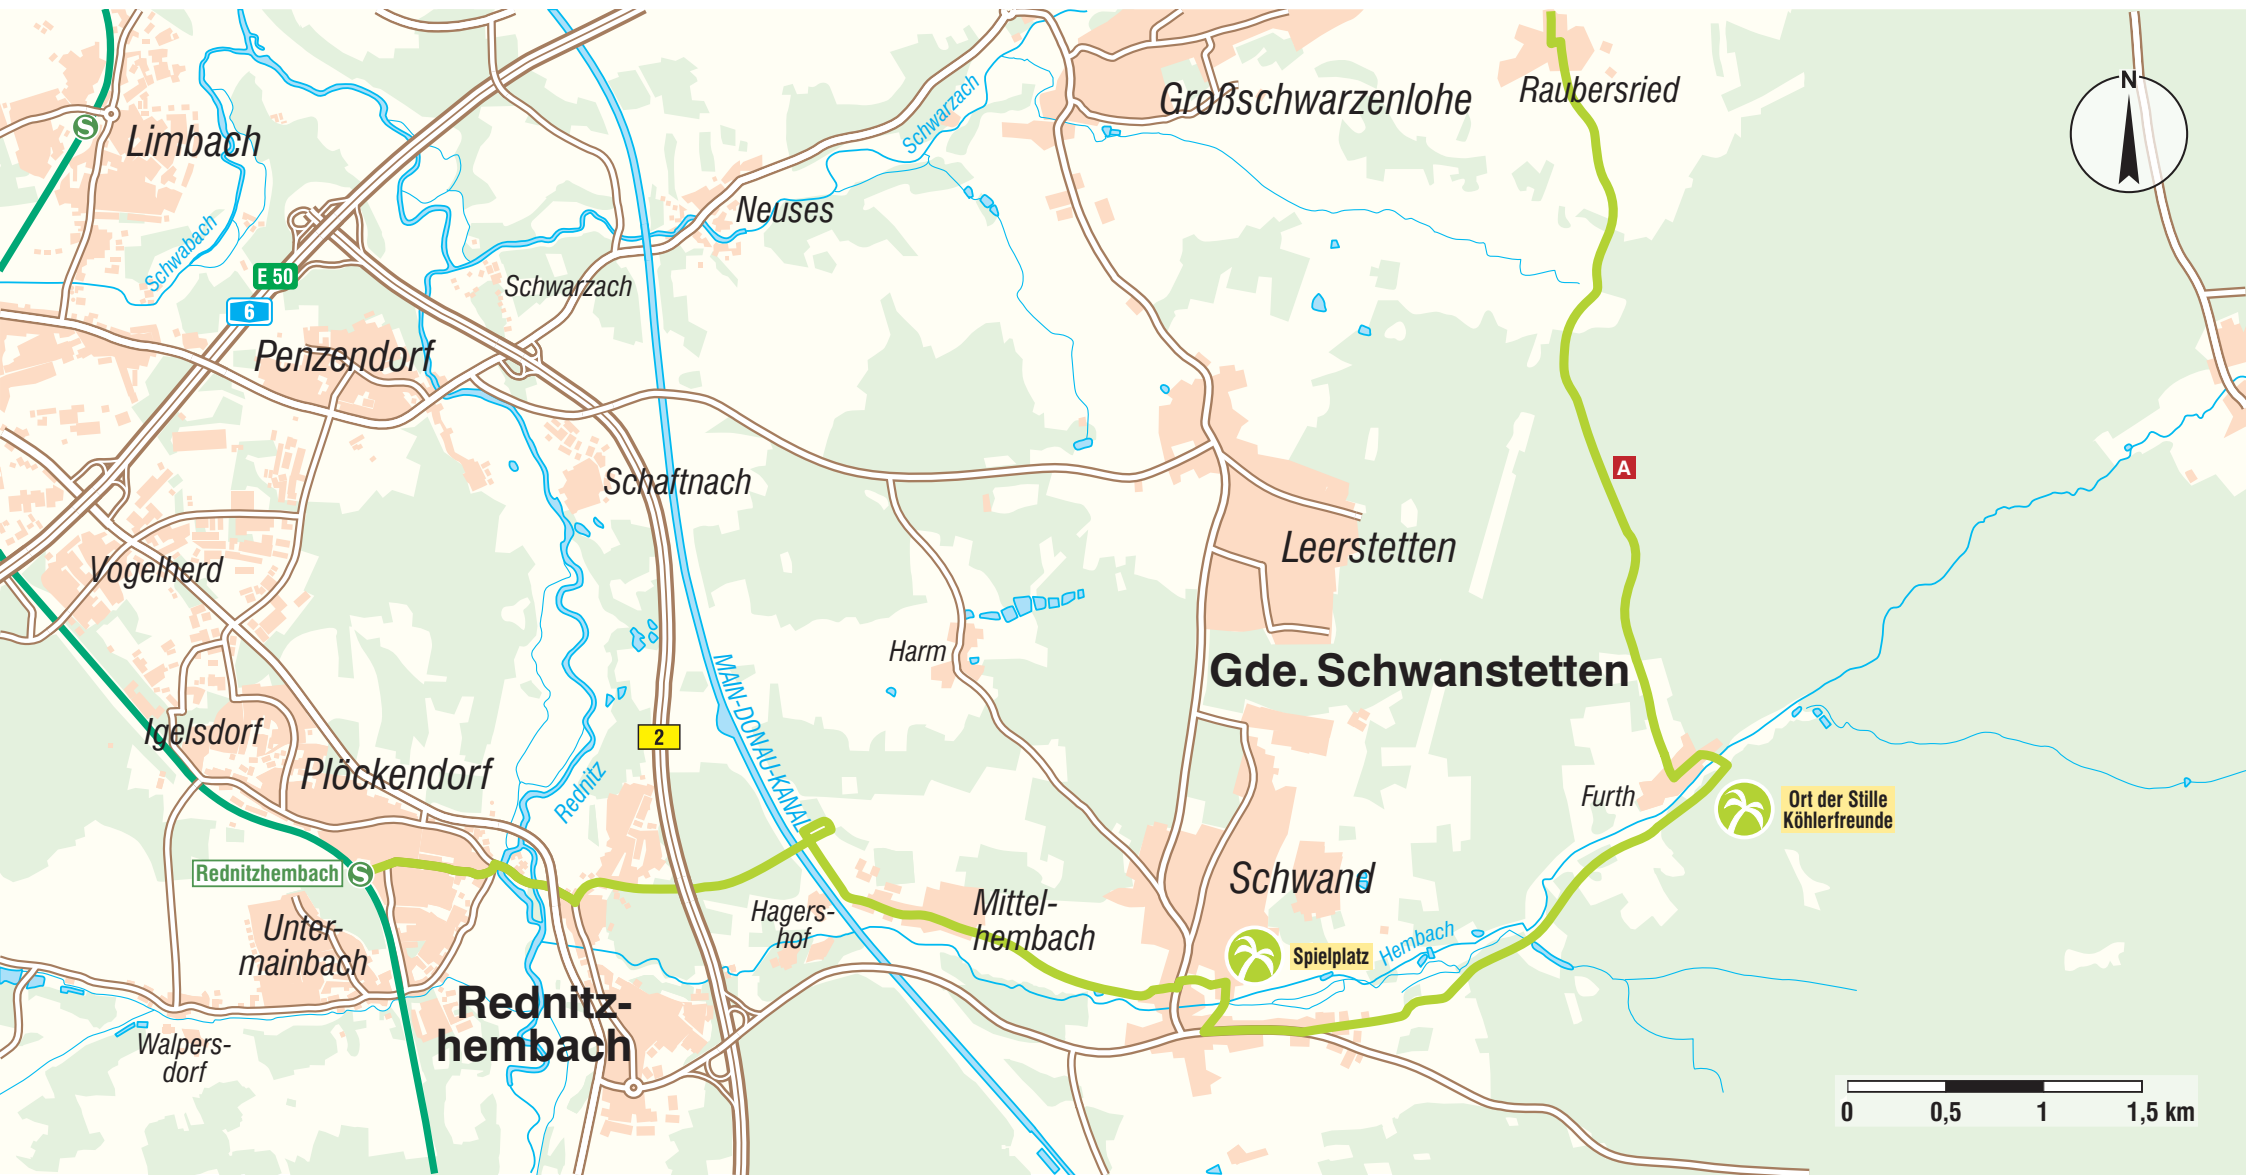 N
Großschwarzenlohe
Raubersried
S
Limbach
Schwarzach
Neuses
Schwabach
E 50
6
Schwarzach
Penzendorf
A
Schaftnach
Leerstetten
Vogelherd
Harm
Gde. Schwanstetten
MAIN-DONAU-KANAL
Igelsdorf
2
Plöckendorf
Rednitz
Furth
Ort der Stille
Köhlerfreunde
Rednitzhembach
S
Schwand
Hagers-
hof
Mittel-
hembach
Unter-
mainbach
Hembach
Spielplatz
Rednitz-
hembach
Walpers-
dorf
0 0,5 1 1,5 km